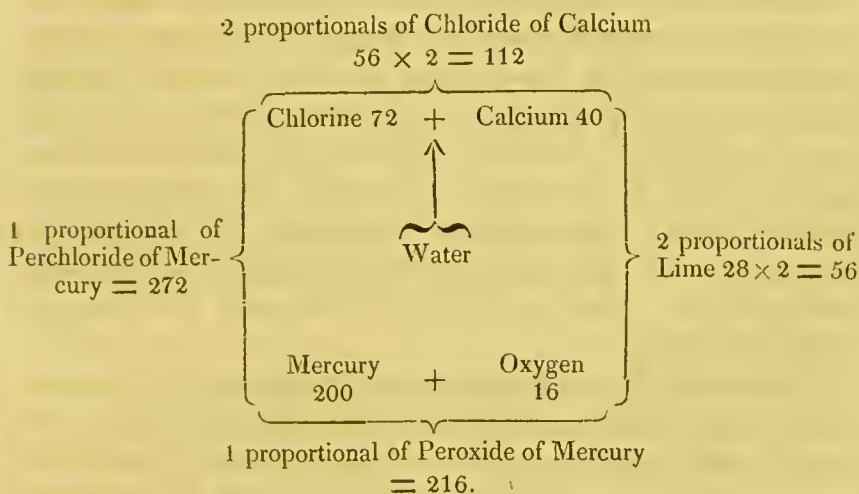 2 proportionals of Chloride of Calcium
56 × 2 = 112
Chlorine 72 + Calcium 40
1 proportional of
Perchloride of Mer-
cury = 272
Water
2 proportionals of
Lime 28 × 2 = 56
Mercury + Oxygen
200 16
1 proportional of Peroxide of Mercury
= 216.